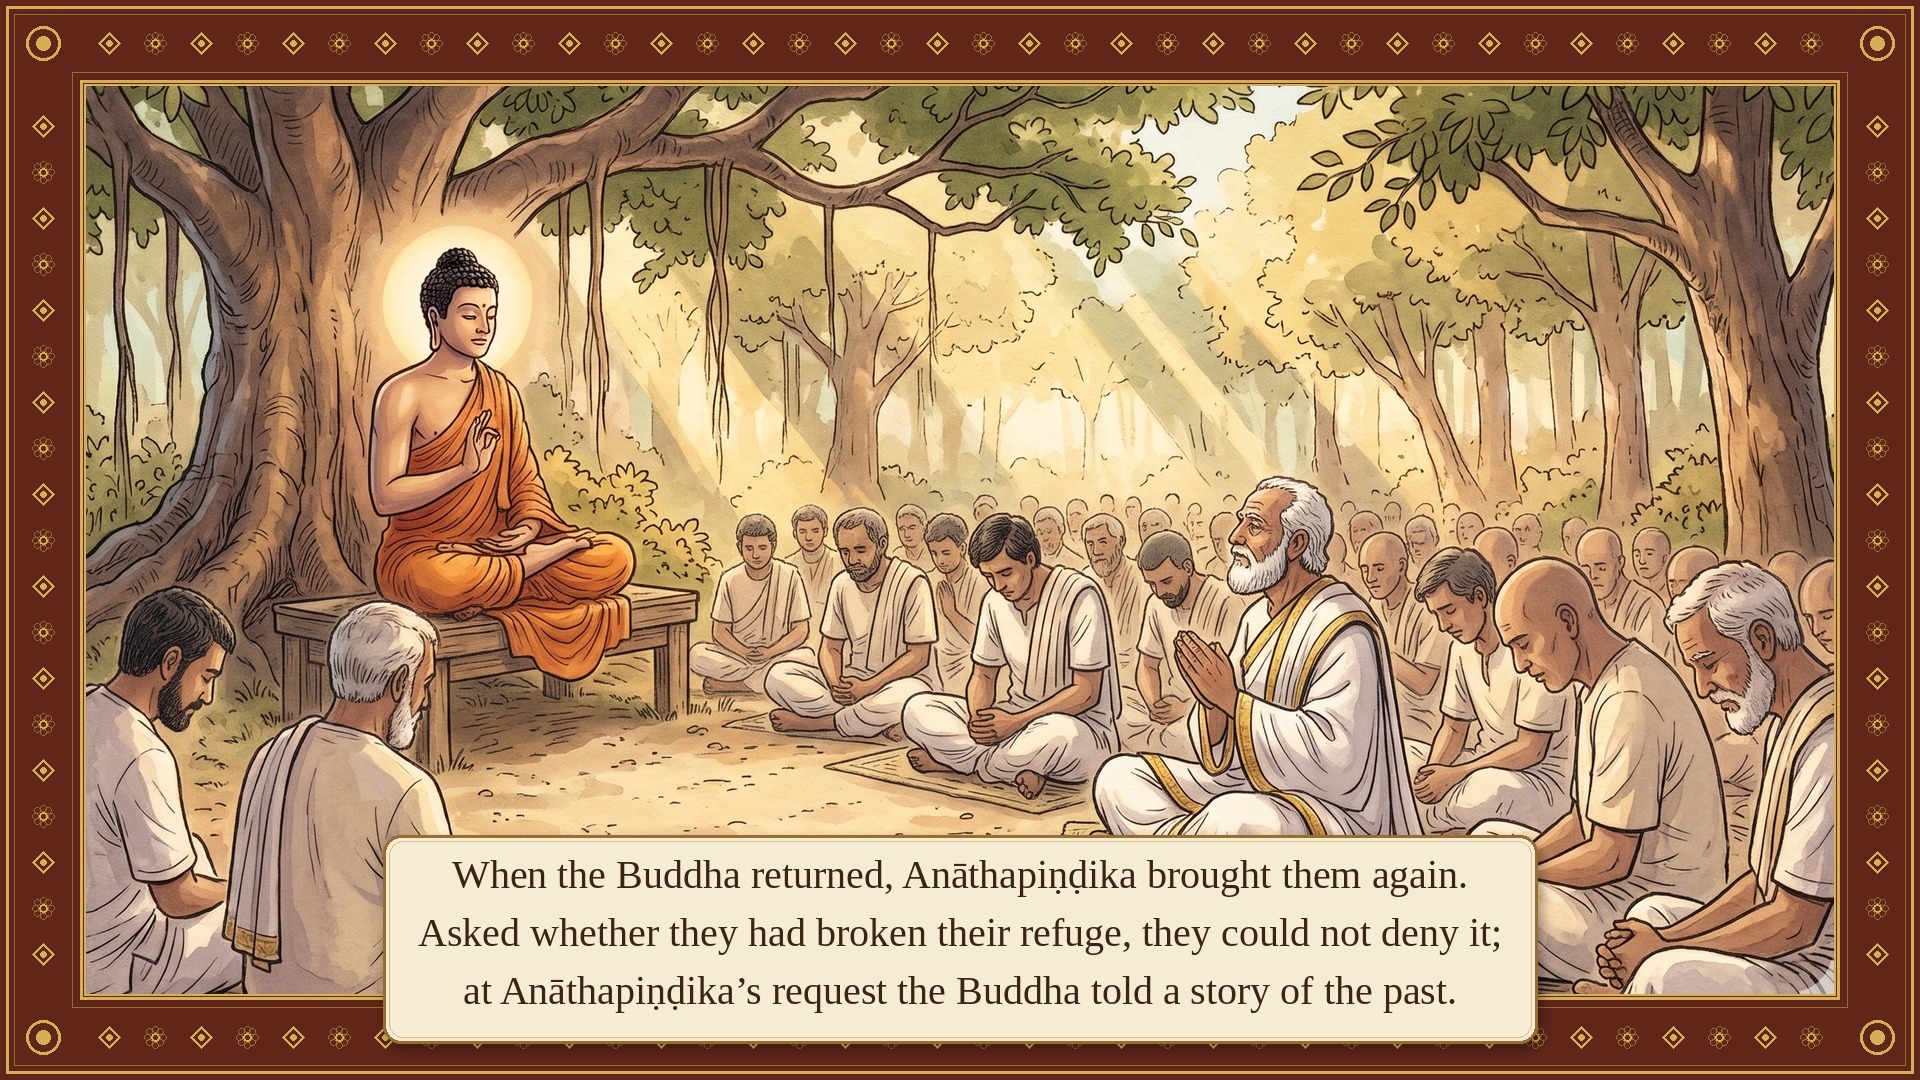 When the Buddha returned, Anāthapiṇḍika brought them again.
Asked whether they had broken their refuge, they could not deny it;
at Anāthapiṇḍika’s request the Buddha told a story of the past.